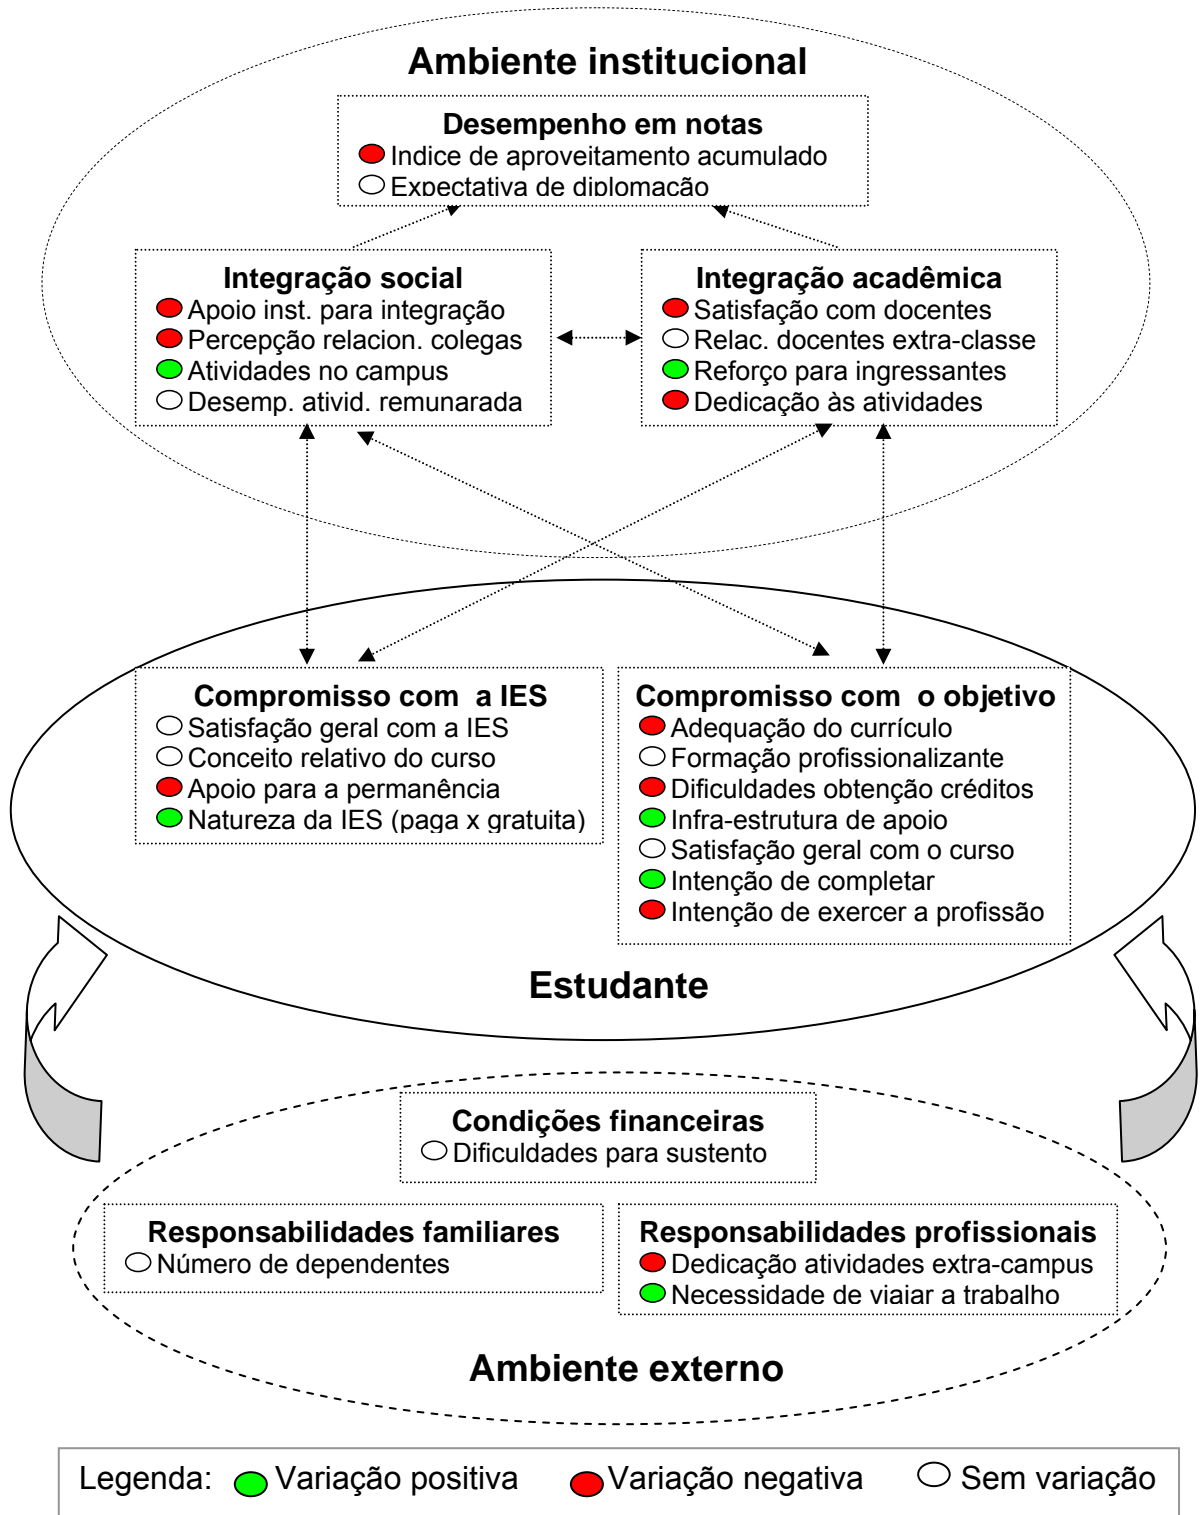 Ambiente institucional
Desempenho em notas
Indice de aproveitamento acumulado
Expectativa de diplomação
Integração social
Apoio inst. para integração
Percepção relacion. colegas
Atividades no campus
Desemp. ativid. remunarada
Integração acadêmica
Satisfação com docentes
Relac. docentes extra-classe
Reforço para ingressantes
Dedicação às atividades
Compromisso com a IES
Satisfação geral com a IES
Conceito relativo do curso
Apoio para a permanência
Natureza da IES (paga x gratuita)
Compromisso com o objetivo
Adequação do currículo
Formação profissionalizante
Dificuldades obtenção créditos
Infra-estrutura de apoio
Satisfação geral com o curso
Intenção de completar
Intenção de exercer a profissão
Estudante
Condições financeiras
Dificuldades para sustento
Responsabilidades familiares
Número de dependentes
Responsabilidades profissionais
Dedicação atividades extra-campus
Necessidade de viajar a trabalho
Ambiente externo
Legenda: Variação positiva Variação negativa Sem variação